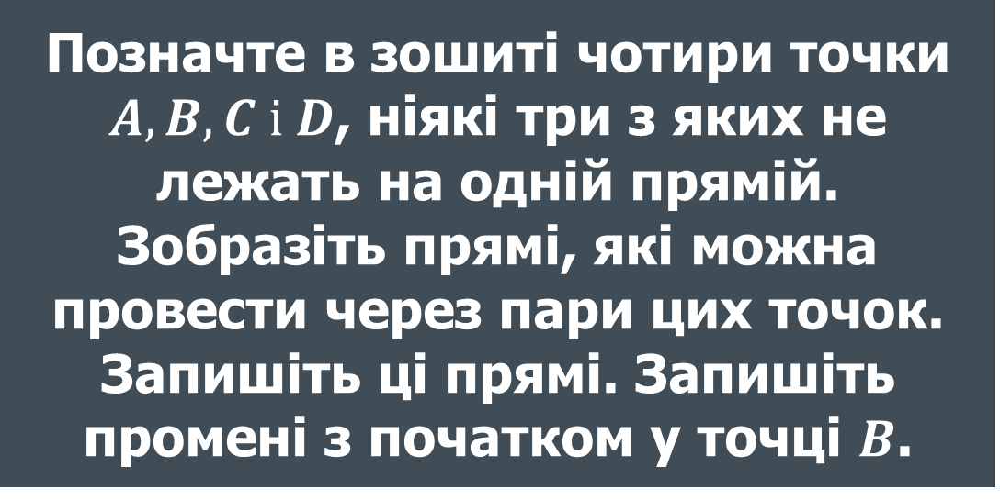 Позначте в зошиті чотири точки
A, B, C і D, ніякі три з яких не
лежать на одній прямій.
Зобразіть прямі, які можна
провести через пари цих точок.
Запишіть ці прямі. Запишіть
промені з початком у точці B.